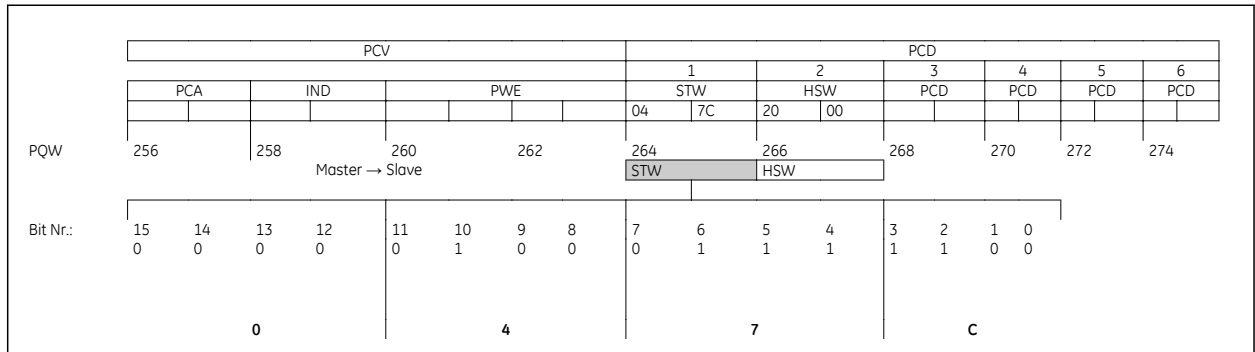 PCV PCD
1 2 3 4 5 6
PCA IND PWE STW HSW PCD PCD PCD PCD
04 7C 20 00
PQW 256 258 260 262 264 266 268 270 272 274
Master → Slave STW HSW
Bit Nr.: 15 14 13 12 11 10 9 8 7 6 5 4 3 2 1 0
0 0 0 0 0 1 0 0 0 1 1 1 1 1 0 0
0 4 7 C